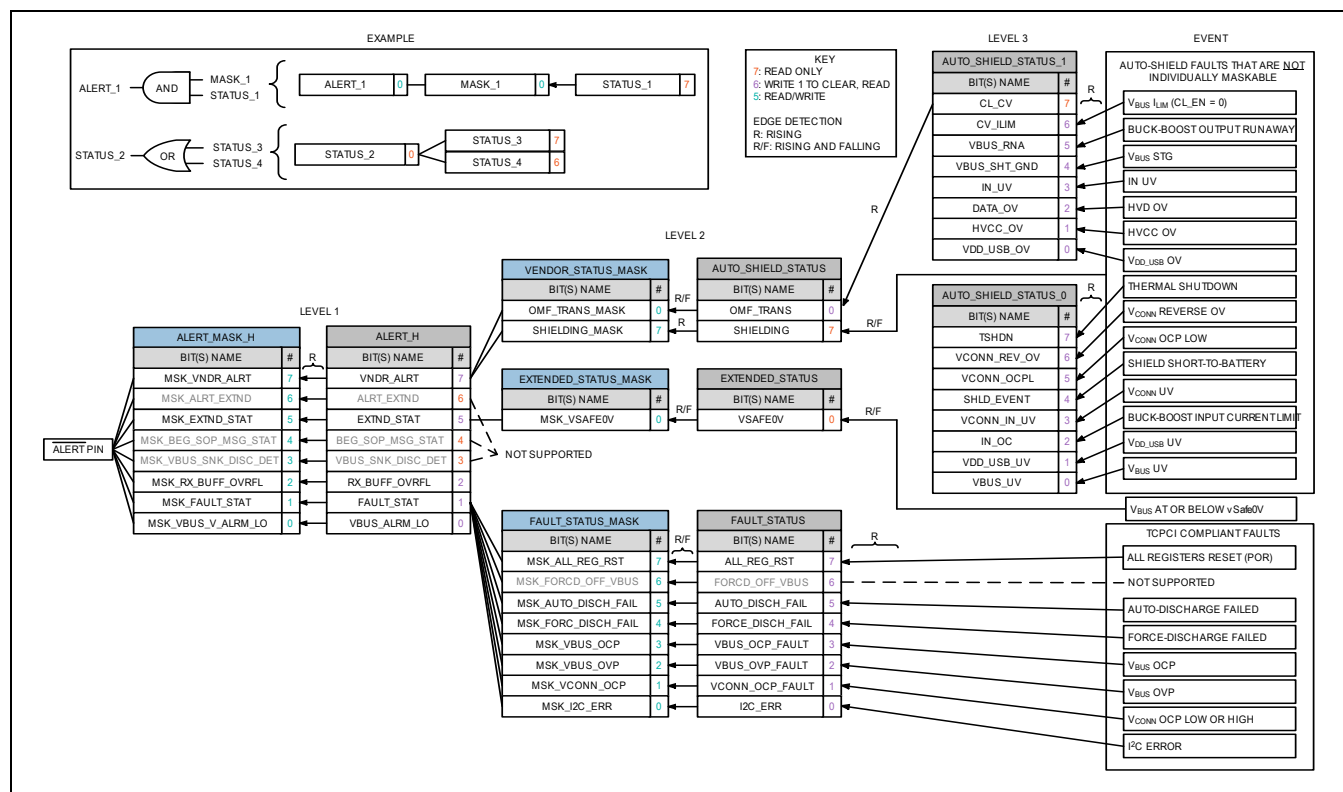 EXAMPLE
ALERT_1
AND
MASK_1
STATUS_1
ALERT_1 0
MASK_1 0
STATUS_1 7
STATUS_2
OR
STATUS_3
STATUS_4
STATUS_2 0
STATUS_3 7
STATUS_4 6
KEY
7: READ ONLY
6: WRITE 1 TO CLEAR, READ
5: READ/WRITE
EDGE DETECTION
R: RISING
R/F: RISING AND FALLING
LEVEL 3
AUTO_SHIELD_STATUS_1
BIT(S) NAME #
R
CL_CV 7
CV_ILIM 6
VBUS_RNA 5
VBUS_SHT_GND 4
IN_UV 3
DATA_OV 2
HVCC_OV 1
VDD_USB_OV 0
AUTO_SHIELD_STATUS_0
R
BIT(S) NAME #
TSHDN 7
VCONN_REV_OV 6
VCONN_OCPL 5
SHLD_EVENT 4
VCONN_IN_UV 3
IN_OC 2
VDD_USB_UV 1
VBUS_UV 0
EVENT
AUTO-SHIELD FAULTS THAT ARE NOT
INDIVIDUALLY MASKABLE
VBUS ILIM (CL_EN = 0)
BUCK-BOOST OUTPUT RUNAWAY
VBUS STG
IN UV
HVD OV
HVCC OV
VDD_USB OV
THERMAL SHUTDOWN
VCONN REVERSE OV
VCONN OCP LOW
SHIELD SHORT-TO-BATTERY
VCONN UV
BUCK-BOOST INPUT CURRENT LIMIT
VDD_USB UV
VBUS UV
VBUS AT OR BELOW vSafe0V
TCPCI COMPLIANT FAULTS
ALL REGISTERS RESET (POR)
NOT SUPPORTED
AUTO-DISCHARGE FAILED
FORCE-DISCHARGE FAILED
VBUS OCP
VBUS OVP
VCONN OCP LOW OR HIGH
I²C ERROR
LEVEL 2
R
VENDOR_STATUS_MASK
BIT(S) NAME #
OMF_TRANS_MASK 0
SHIELDING_MASK 7
R/F
R
AUTO_SHIELD_STATUS
BIT(S) NAME #
OMF_TRANS 0
SHIELDING 7
R/F
EXTENDED_STATUS_MASK
BIT(S) NAME #
MSK_VSAFE0V 0
R/F
EXTENDED_STATUS
BIT(S) NAME #
VSAFE0V 0
R/F
NOT SUPPORTED
FAULT_STATUS_MASK
BIT(S) NAME #
MSK_ALL_REG_RST 7
MSK_FORCD_OFF_VBUS 6
MSK_AUTO_DISCH_FAIL 5
MSK_FORC_DISCH_FAIL 4
MSK_VBUS_OCP 3
MSK_VBUS_OVP 2
MSK_VCONN_OCP 1
MSK_I2C_ERR 0
R/F
FAULT_STATUS
BIT(S) NAME #
R
ALL_REG_RST 7
FORCD_OFF_VBUS 6
AUTO_DISCH_FAIL 5
FORCE_DISCH_FAIL 4
VBUS_OCP_FAULT 3
VBUS_OVP_FAULT 2
VCONN_OCP_FAULT 1
I2C_ERR 0
LEVEL 1
ALERT_MASK_H
BIT(S) NAME #
MSK_VNDR_ALRT 7
MSK_ALRT_EXTND 6
MSK_EXTND_STAT 5
MSK_BEG_SOP_MSG_STAT 4
MSK_VBUS_SNK_DISC_DET 3
MSK_RX_BUFF_OVRFL 2
MSK_FAULT_STAT 1
MSK_VBUS_V_ALRM_LO 0
R
ALERT_H
BIT(S) NAME #
VNDR_ALRT 7
ALRT_EXTND 6
EXTND_STAT 5
BEG_SOP_MSG_STAT 4
VBUS_SNK_DISC_DET 3
RX_BUFF_OVRFL 2
FAULT_STAT 1
VBUS_ALRM_LO 0
ALERT PIN